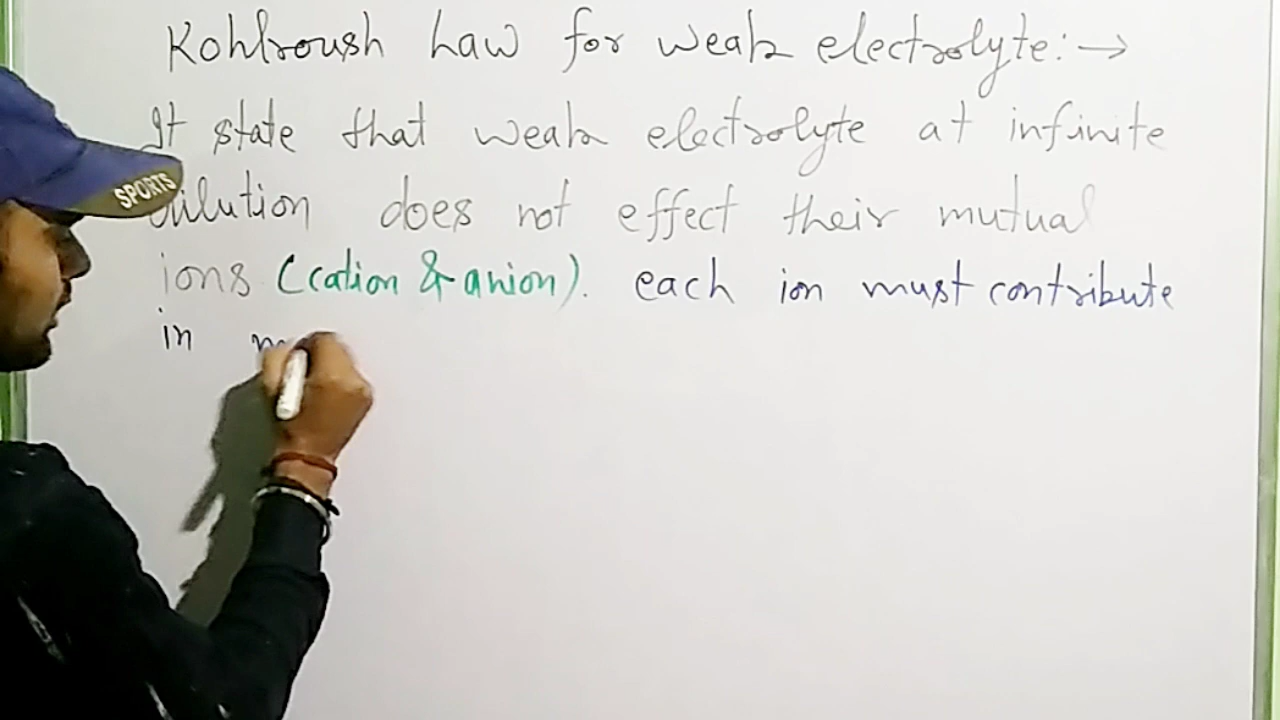 Kohlroush Law for weak electrolyte:→
It state that weak electrolyte at infinite
SPORTS
dilution does not effect their mutual
ions (cation & anion). each ion must contribute
in